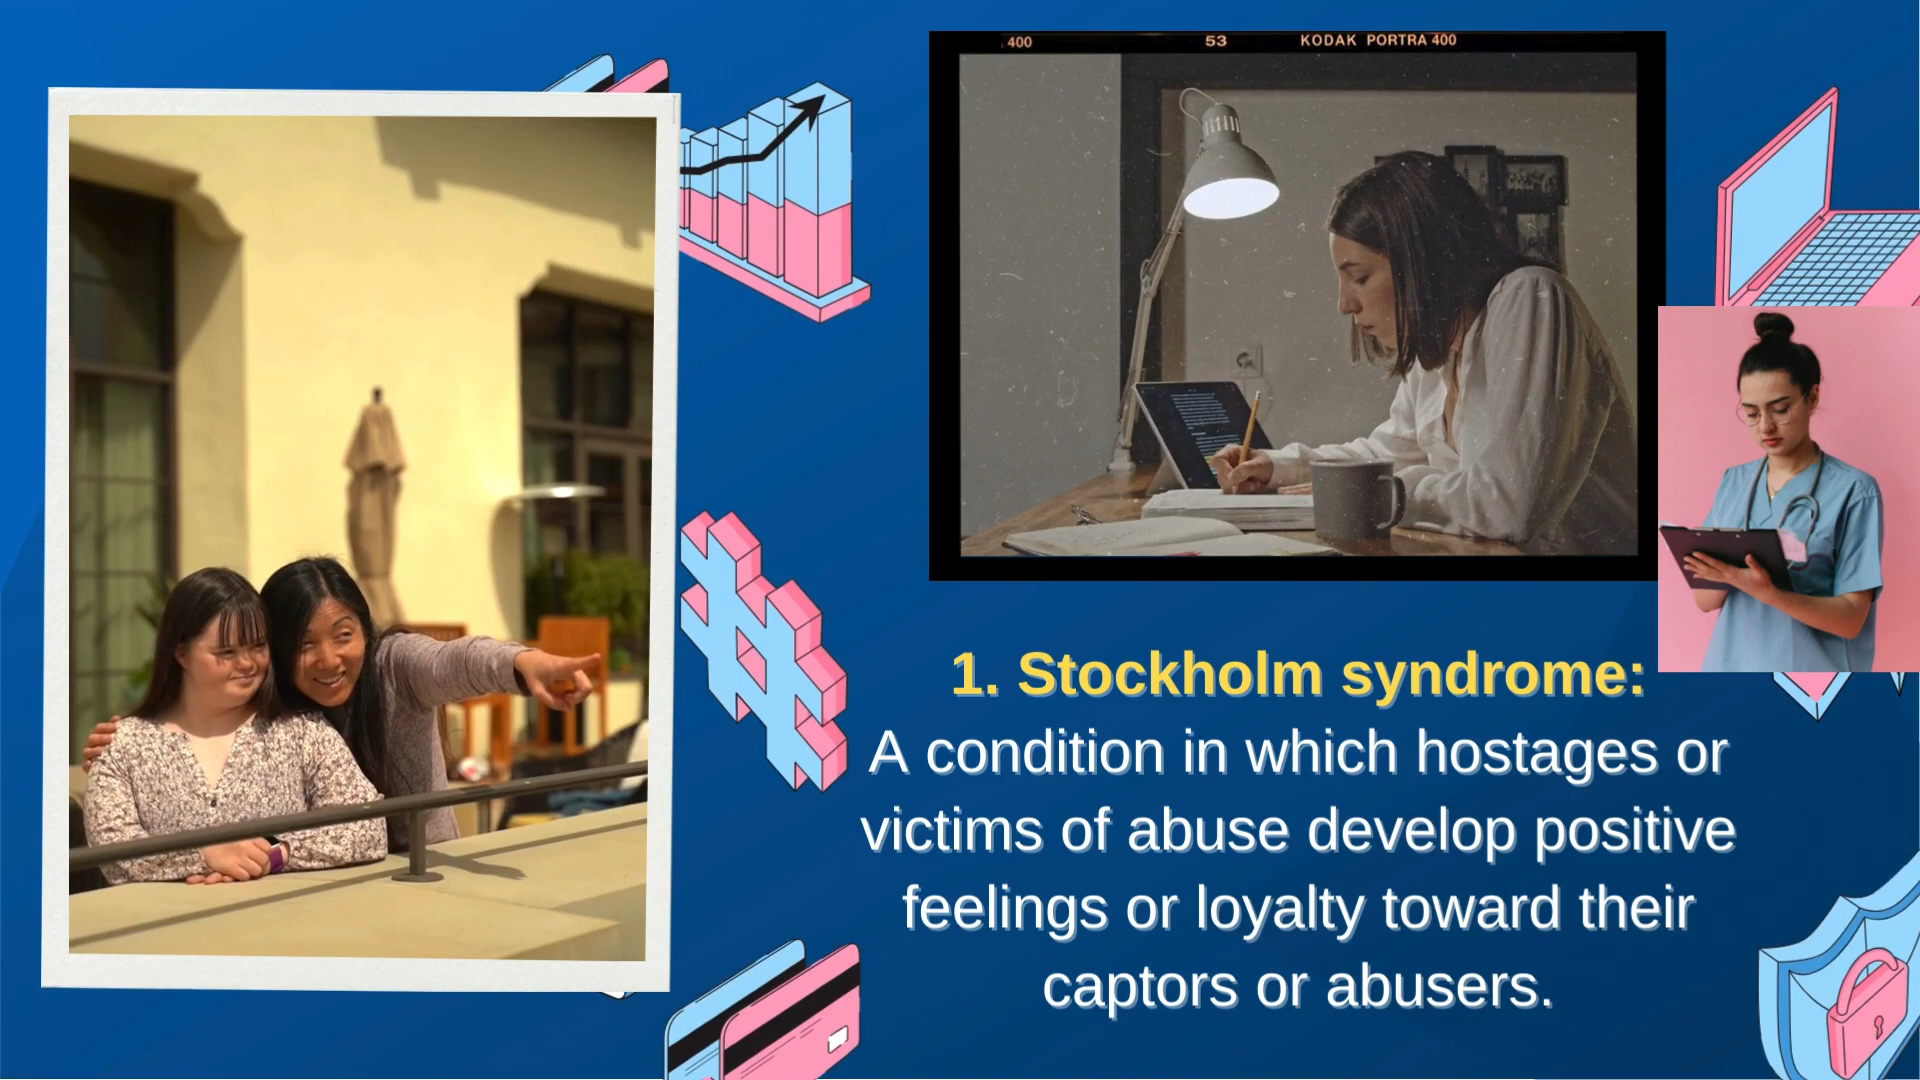 400 53 KODAK PORTRA 400
1. Stockholm syndrome:
A condition in which hostages or
victims of abuse develop positive
feelings or loyalty toward their
captors or abusers.